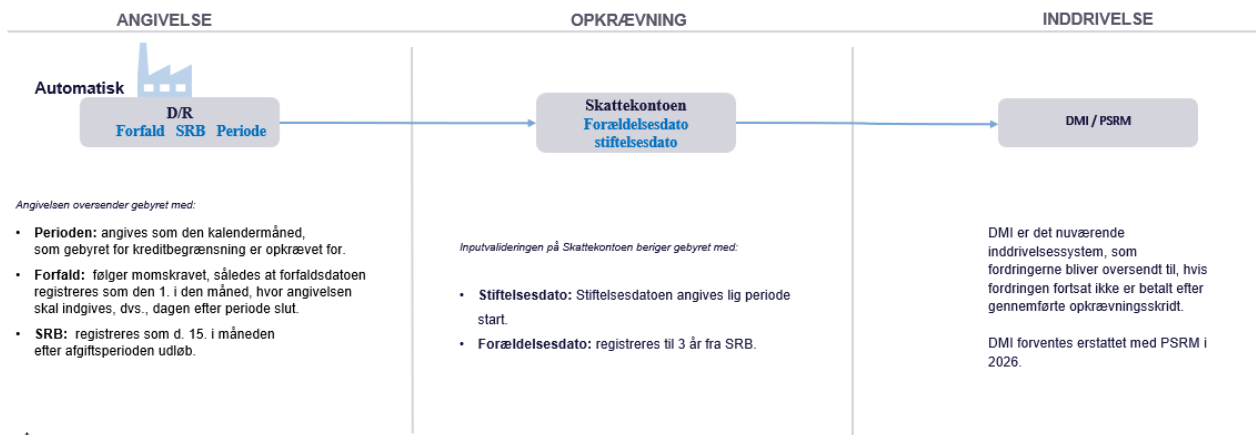 ANGIVELSE
OPKRÆVNING
INDDRIVELSE
Automatisk
D/R
Forfald SRB Periode
Skattekontoen
Forældelsesdato
stiftelsesdato
DMI / PSRM
Angivelsen oversender gebyret med:
• Perioden: angives som den kalendermåned,
som gebyret for kreditbegrænsning er opkrævet for.
• Forfald: følger momskravet, således at forfaldsdatoen
registreres som den 1. i den måned, hvor angivelsen
skal indgives, dvs., dagen efter periode slut.
• SRB: registreres som d. 15. i måneden
efter afgiftsperioden udløb.
Inputvalideringen på Skattekontoen beriger gebyret med:
• Stiftelsesdato: Stiftelsesdatoen angives lig periode
start.
• Forældelsesdato: registreres til 3 år fra SRB.
DMI er det nuværende
inddrivelsessystem, som
fordringerne bliver oversendt til, hvis
fordringen fortsat ikke er betalt efter
gennemførte opkrævningsskridt.
DMI forventes erstattet med PSRM i
2026.